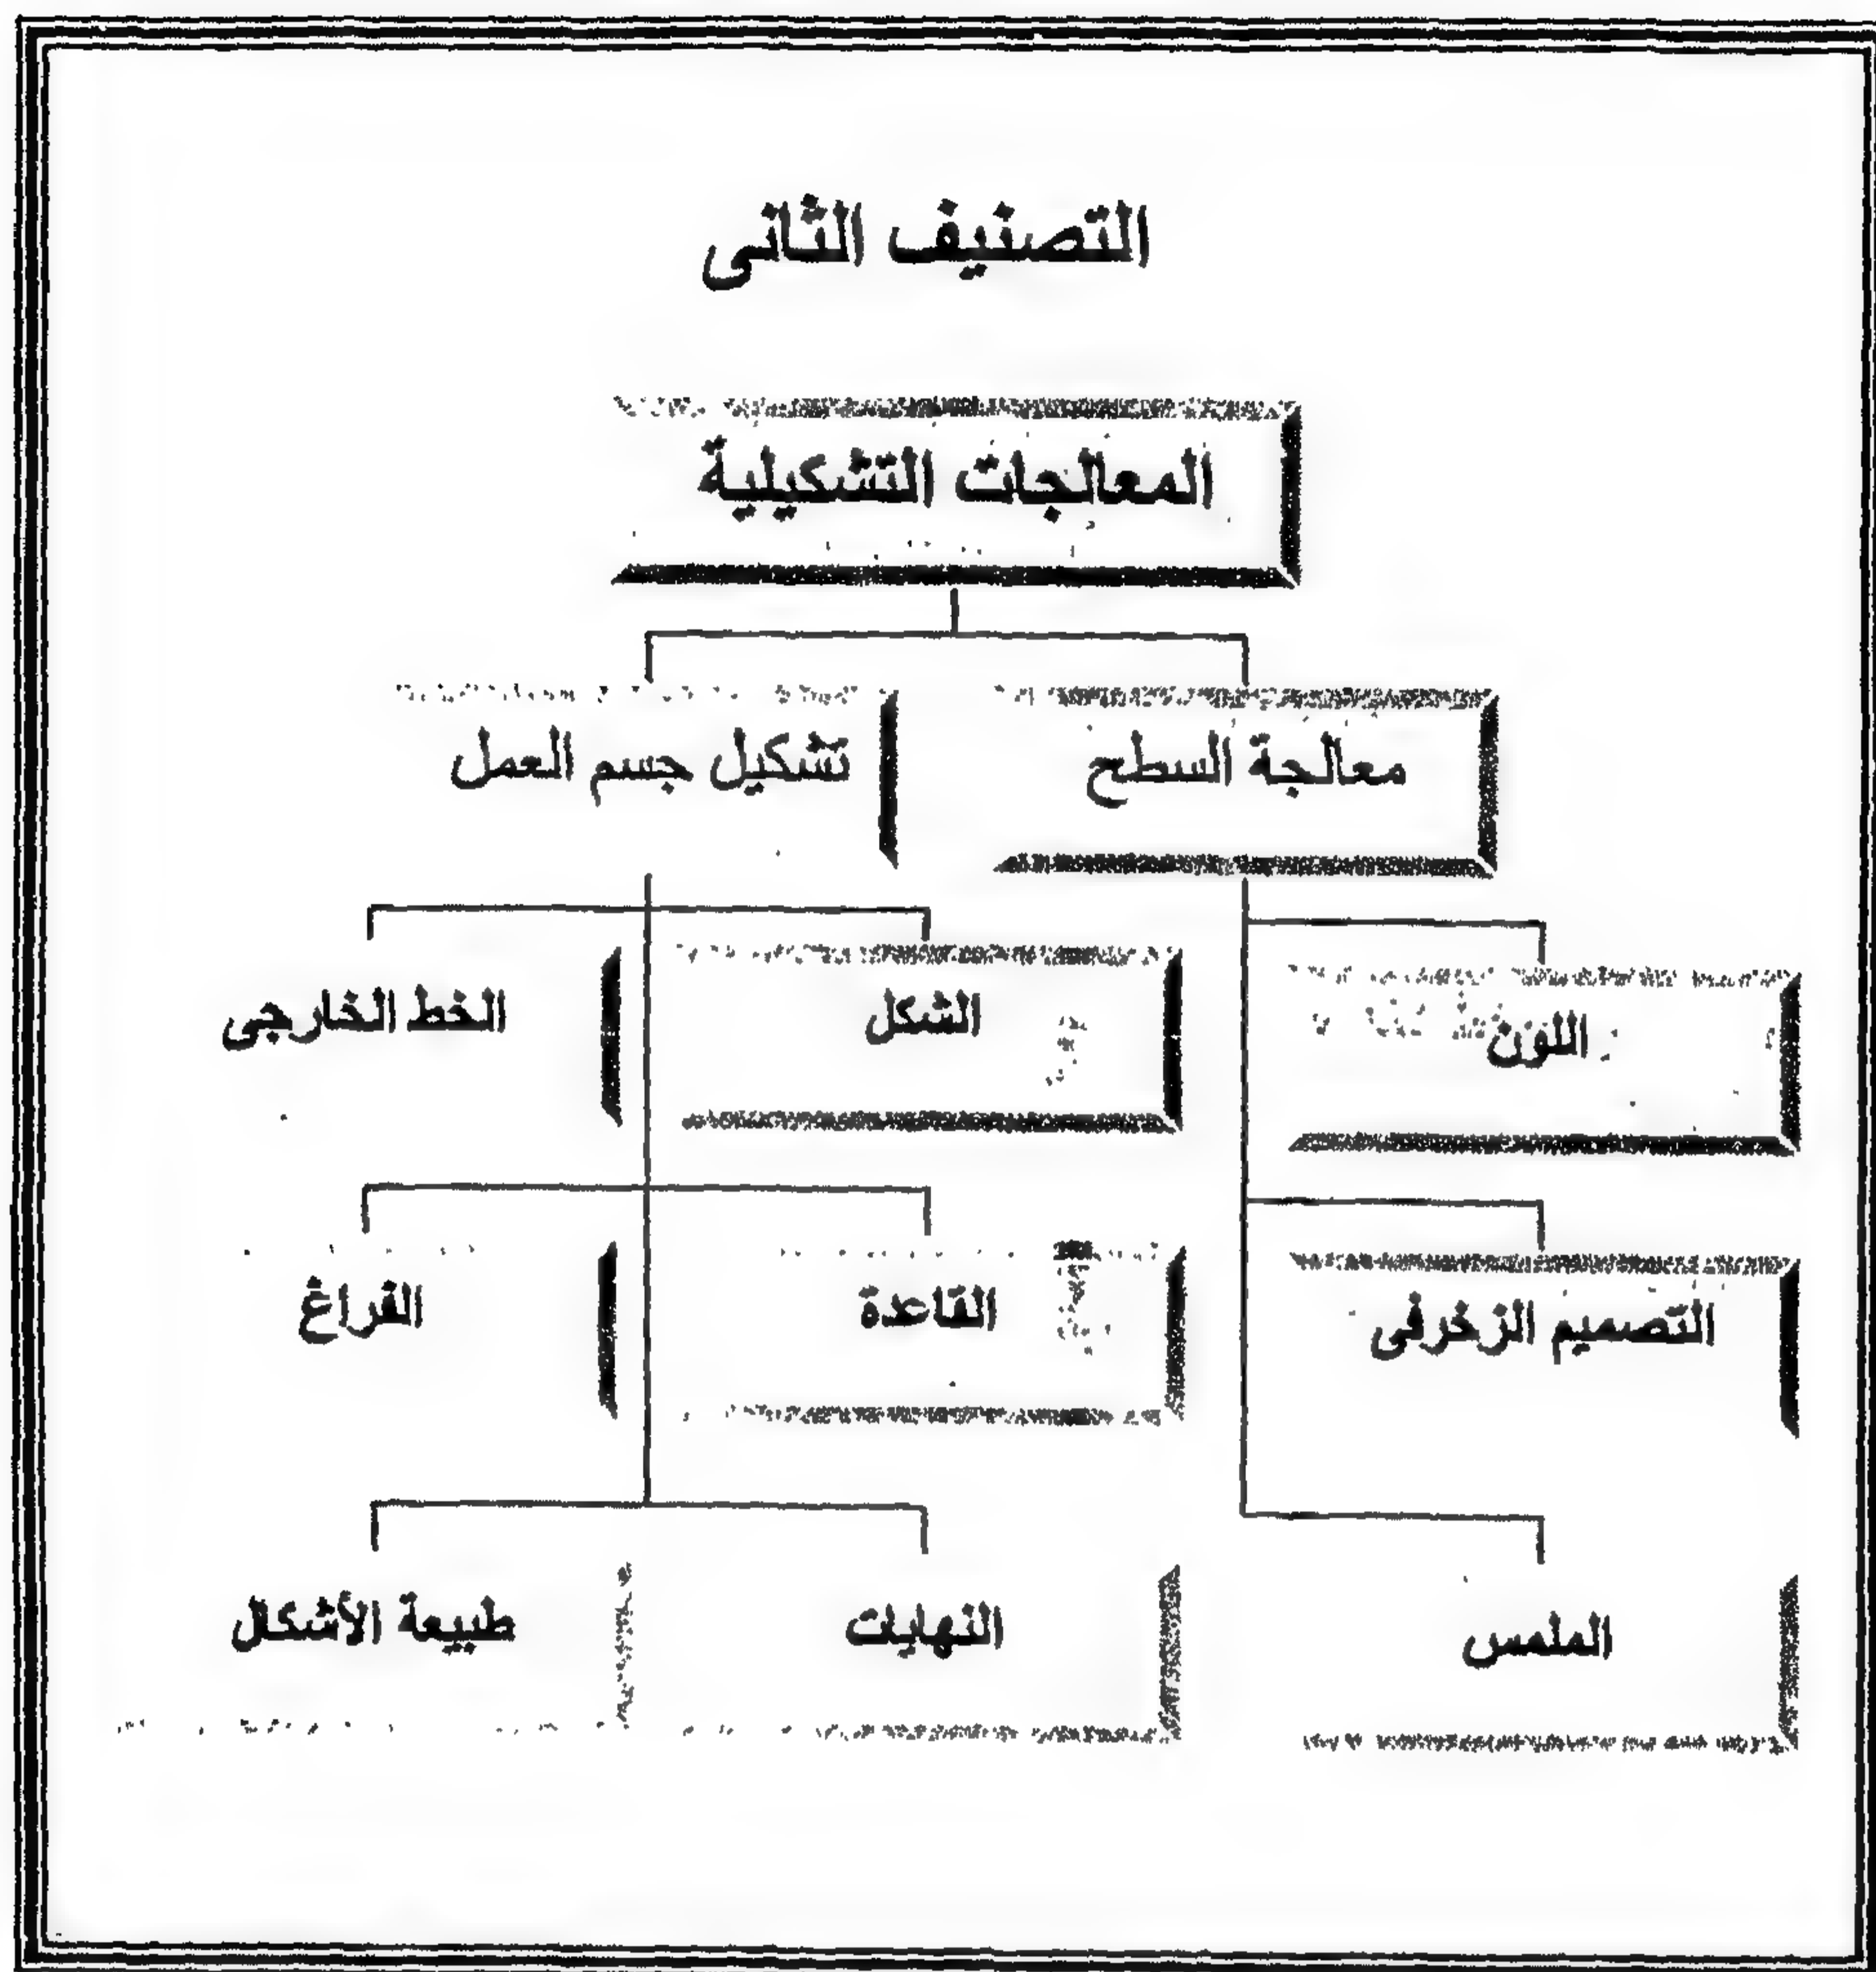 التصنيف الثانى
المعالجات التشكيلية
معالجة السطح
تشكيل جسم العمل
اللون
الشكل
الخط الخارجى
التصميم الزخرفى
القاعدة
الفراغ
الملمس
النهايات
طبيعة الأشكال